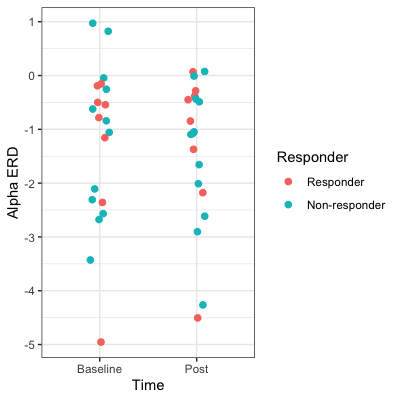 1
0
-1
-2
-3
-4
-5
Alpha ERD
Baseline
Post
Time
Responder
Responder
Non-responder